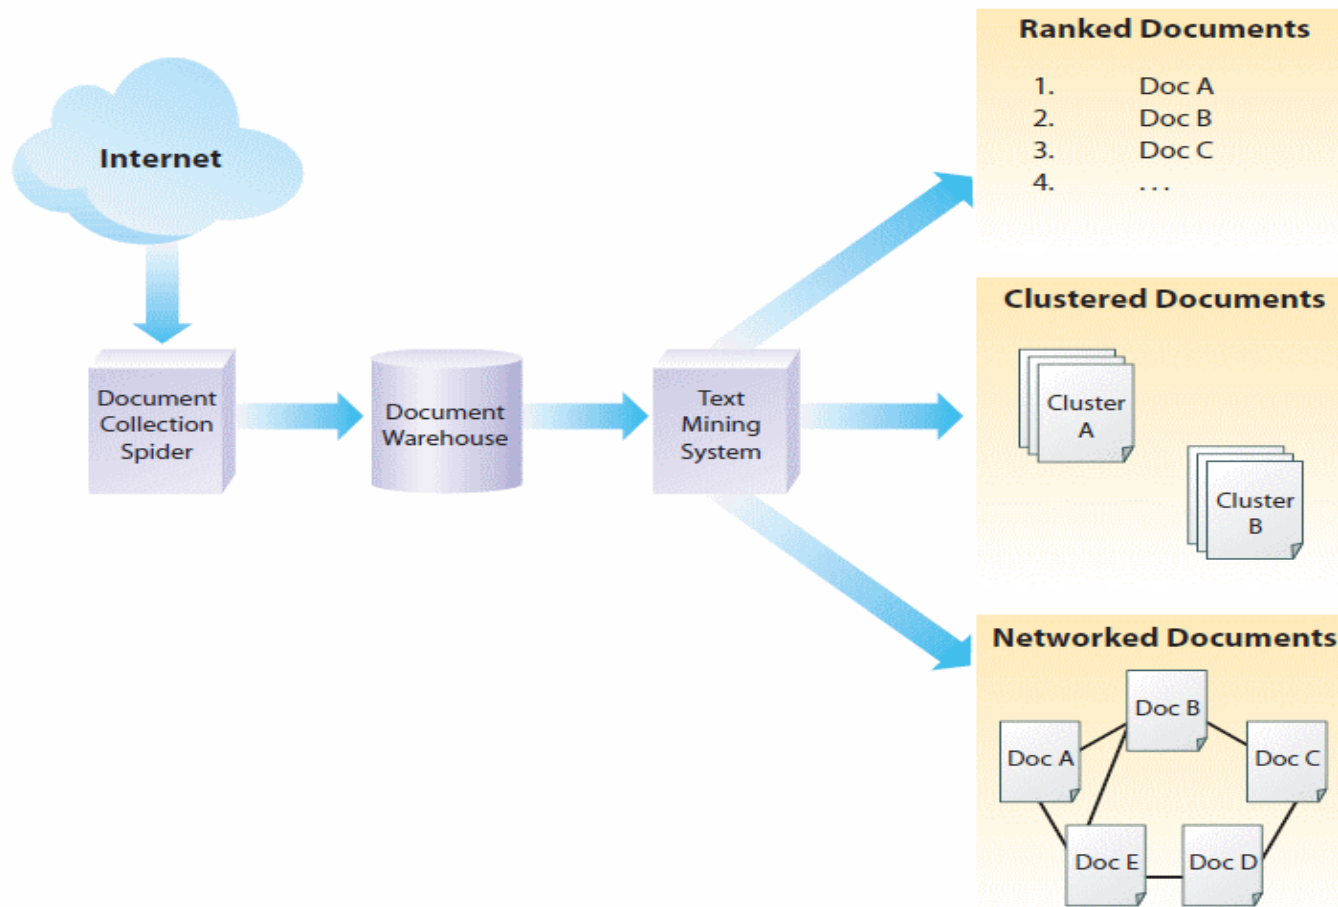 Internet
Document
Collection
Spider
Document
Warehouse
Text
Mining
System
Ranked Documents
1. Doc A
2. Doc B
3. Doc C
4. ...
Clustered Documents
Cluster
A
Cluster
B
Networked Documents
Doc B
Doc A
Doc C
Doc E
Doc D